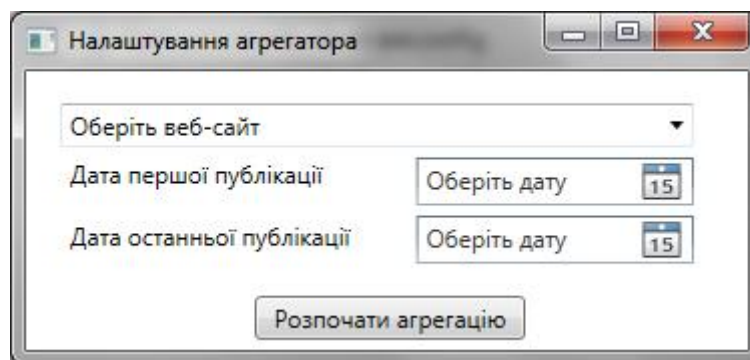 Налаштування агрегатора
Оберіть веб-сайт
Дата першої публікації
Оберіть дату
15
Дата останньої публікації
Оберіть дату
15
Розпочати агрегацію